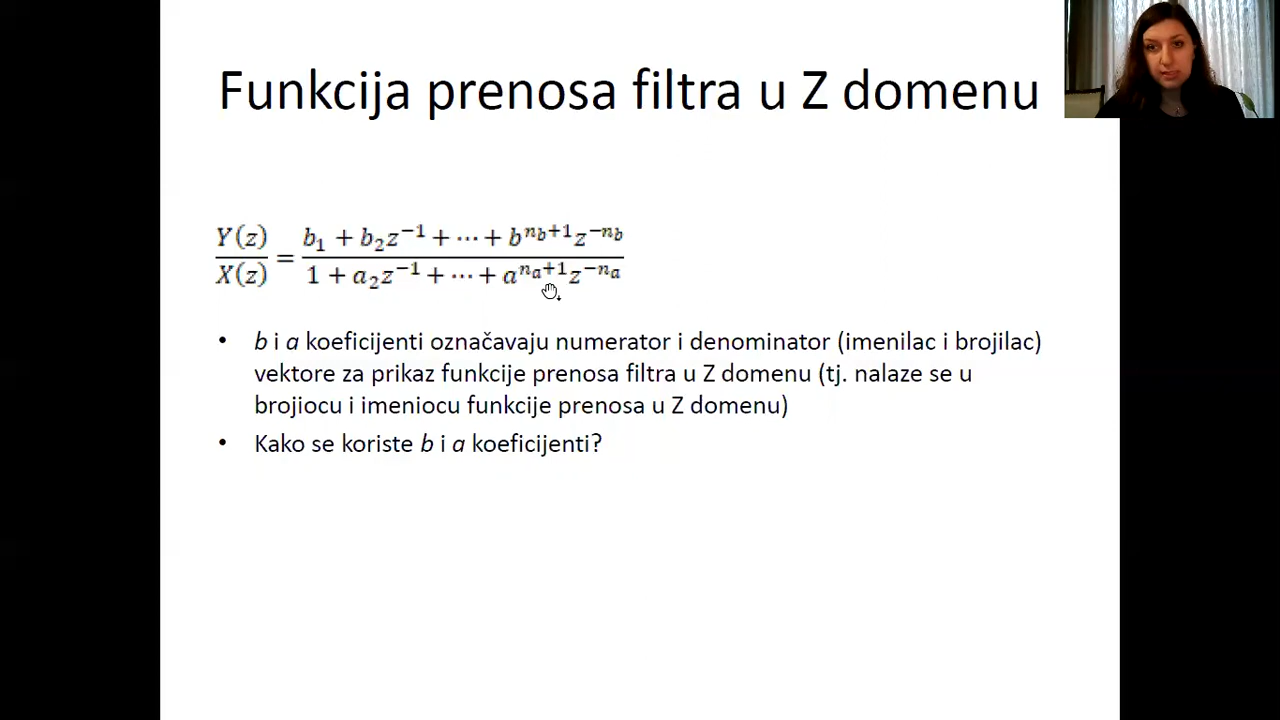 Funkcija prenosa filtra u Z domenu
Y(z)/X(z) = (b₁ + b₂z⁻¹ + ⋯ + b^(n_b+1) z^(−n_b))/(1 + a₂z⁻¹ + ⋯ + a^(n_a+1) z^(−n_a))
• b i a koeficijenti označavaju numerator i denominator (imenilac i brojilac)
vektore za prikaz funkcije prenosa filtra u Z domenu (tj. nalaze se u
brojiocu i imeniocu funkcije prenosa u Z domenu)
• Kako se koriste b i a koeficijenti?